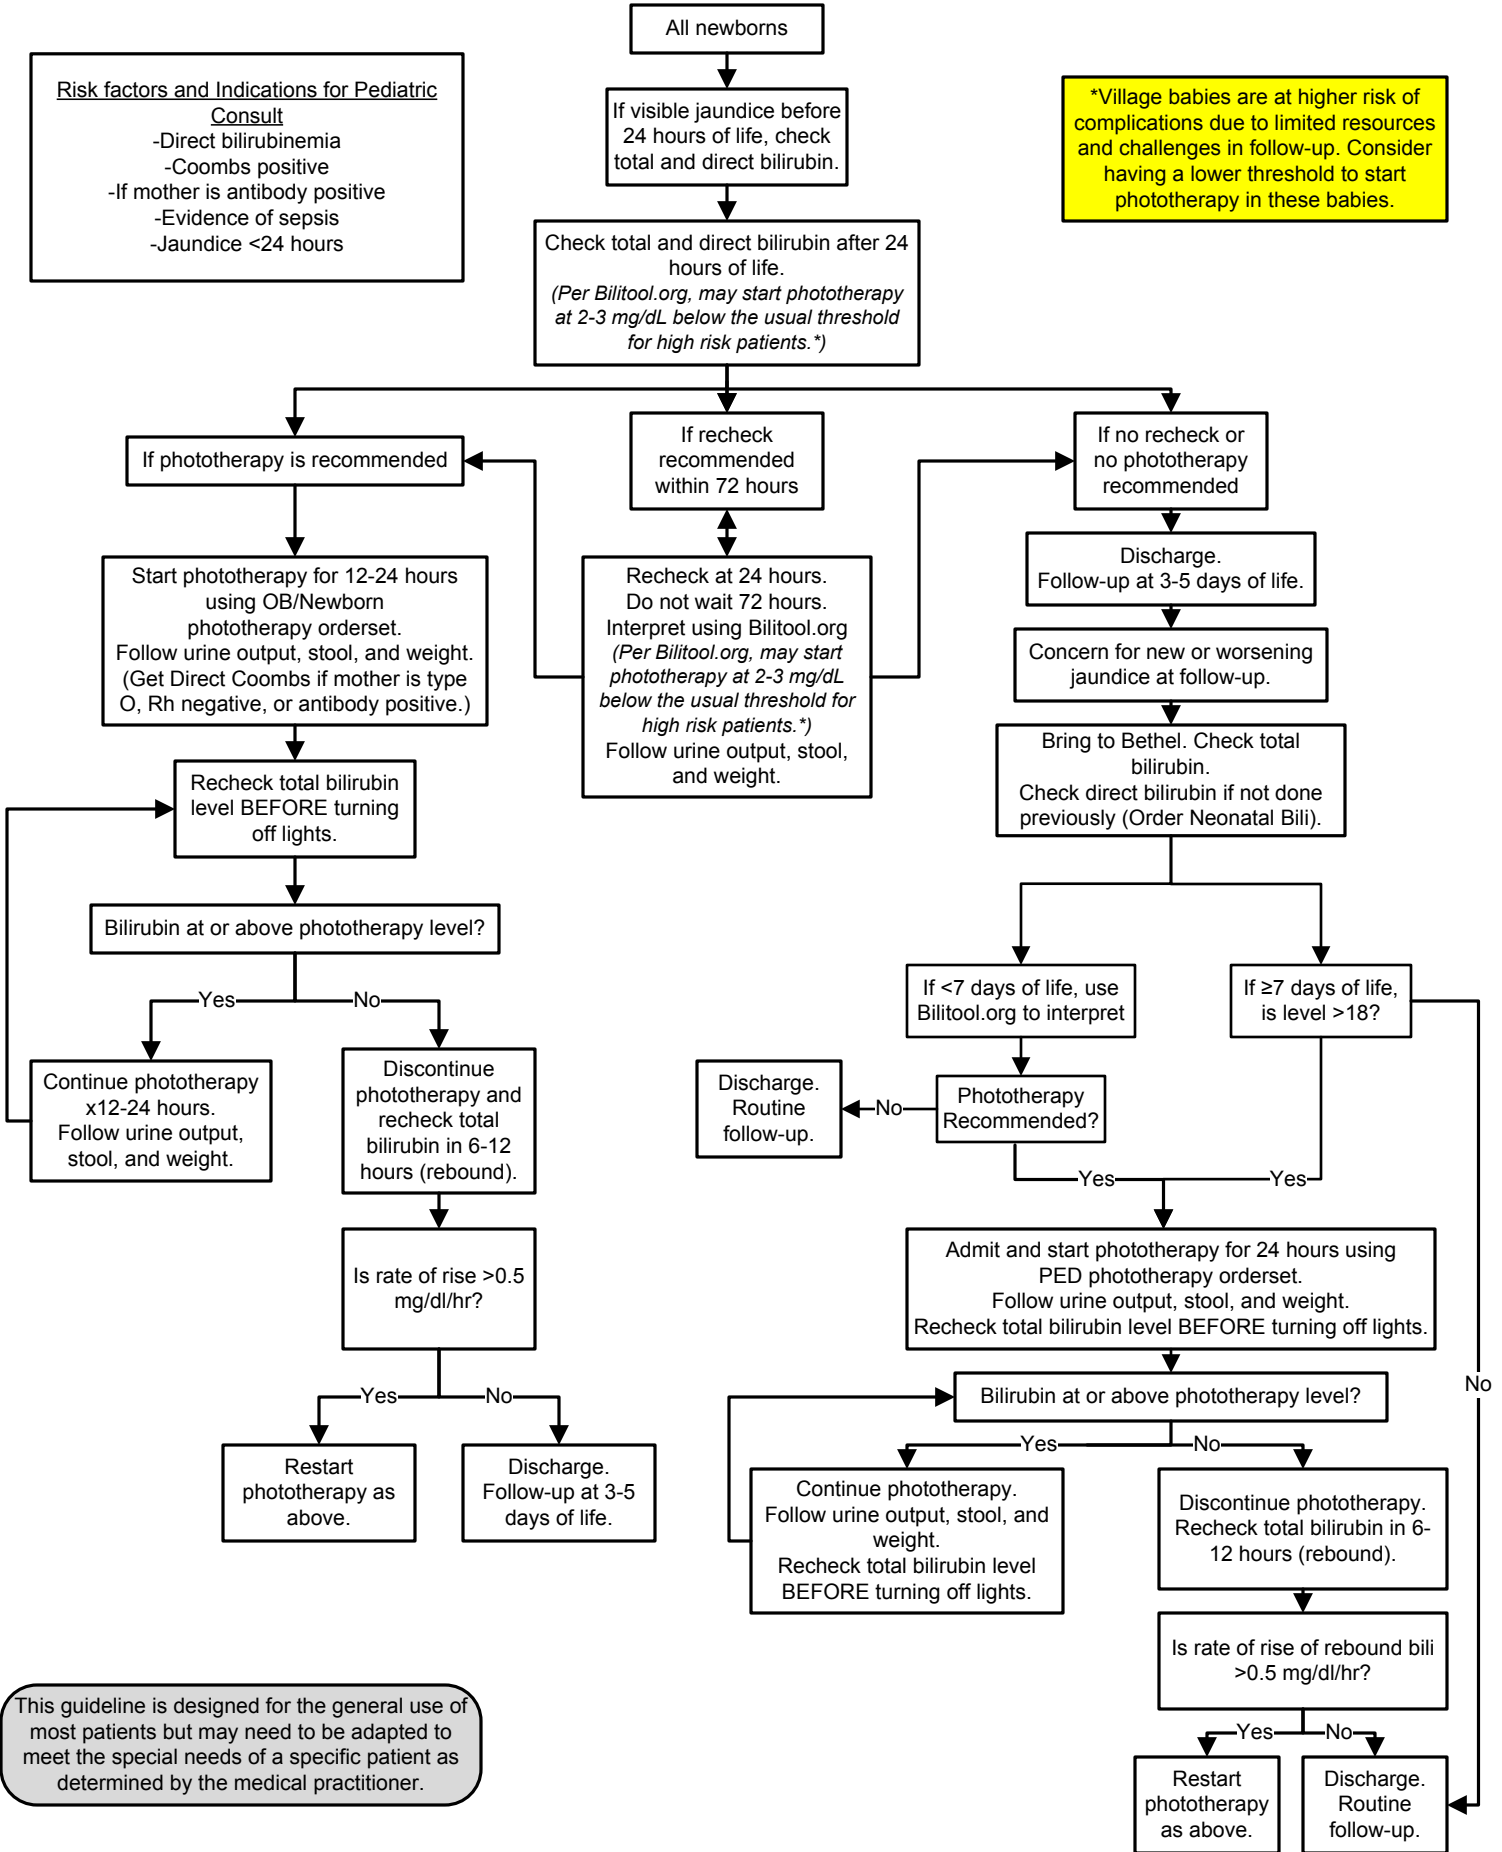 All newborns
Risk factors and Indications for Pediatric
Consult
-Direct bilirubinemia
-Coombs positive
-If mother is antibody positive
-Evidence of sepsis
-Jaundice <24 hours
If visible jaundice before
24 hours of life, check
total and direct bilirubin.
*Village babies are at higher risk of
complications due to limited resources
and challenges in follow-up. Consider
having a lower threshold to start
phototherapy in these babies.
Check total and direct bilirubin after 24
hours of life.
(Per Bilitool.org, may start phototherapy
at 2-3 mg/dL below the usual threshold
for high risk patients.*)
If phototherapy is recommended
If recheck
recommended
within 72 hours
If no recheck or
no phototherapy
recommended
Start phototherapy for 12-24 hours
using OB/Newborn
phototherapy orderset.
Follow urine output, stool, and weight.
(Get Direct Coombs if mother is type
O, Rh negative, or antibody positive.)
Recheck at 24 hours.
Do not wait 72 hours.
Interpret using Bilitool.org
(Per Bilitool.org, may start
phototherapy at 2-3 mg/dL
below the usual threshold for
high risk patients.*)
Follow urine output, stool,
and weight.
Discharge.
Follow-up at 3-5 days of life.
Concern for new or worsening
jaundice at follow-up.
Bring to Bethel. Check total
bilirubin.
Check direct bilirubin if not done
previously (Order Neonatal Bili).
Recheck total bilirubin
level BEFORE turning
off lights.
Bilirubin at or above phototherapy level?
Yes
No
Continue phototherapy
x12-24 hours.
Follow urine output,
stool, and weight.
Discontinue
phototherapy and
recheck total
bilirubin in 6-12
hours (rebound).
Is rate of rise >0.5
mg/dl/hr?
Yes
No
Restart
phototherapy as
above.
Discharge.
Follow-up at 3-5
days of life.
If <7 days of life, use
Bilitool.org to interpret
If ≥7 days of life,
is level >18?
Phototherapy
Recommended?
No
Discharge.
Routine
follow-up.
Yes
Yes
No
Admit and start phototherapy for 24 hours using
PED phototherapy orderset.
Follow urine output, stool, and weight.
Recheck total bilirubin level BEFORE turning off lights.
Bilirubin at or above phototherapy level?
Yes
No
Continue phototherapy.
Follow urine output, stool, and
weight.
Recheck total bilirubin level
BEFORE turning off lights.
Discontinue phototherapy.
Recheck total bilirubin in 6-
12 hours (rebound).
Is rate of rise of rebound bili
>0.5 mg/dl/hr?
Yes
No
Restart
phototherapy
as above.
Discharge.
Routine
follow-up.
This guideline is designed for the general use of
most patients but may need to be adapted to
meet the special needs of a specific patient as
determined by the medical practitioner.